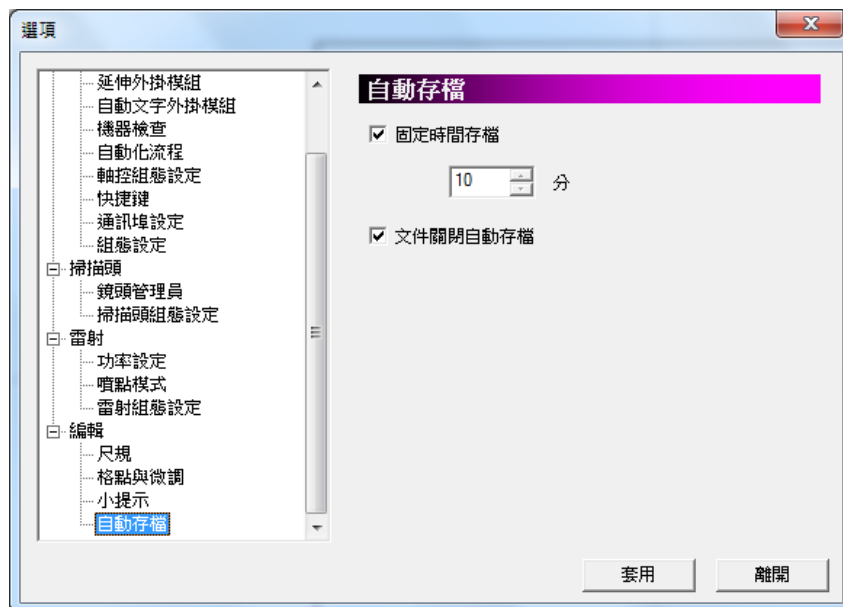 選項
延伸外掛模組
自動文字外掛模組
機器檢查
自動化流程
軸控組態設定
快捷鍵
通訊埠設定
組態設定
掃描頭
鏡頭管理員
掃描頭組態設定
雷射
功率設定
噴點模式
雷射組態設定
編輯
尺規
格點與微調
小提示
自動存檔
自動存檔
固定時間存檔
10 分
文件關閉自動存檔
套用 離開